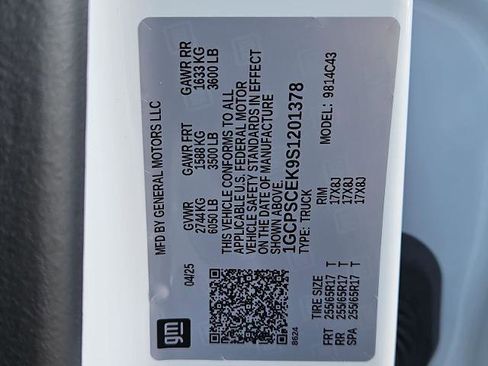 MFD BY GENERAL MOTORS LLC
04/25
GVWR
2744 KG
6050 LB
GAWR FRT
1588 KG
3500 LB
GAWR RR
1633 KG
3600 LB
THIS VEHICLE CONFORMS TO ALL
APPLICABLE U.S. FEDERAL MOTOR
VEHICLE SAFETY STANDARDS IN EFFECT
ON THE DATE OF MANUFACTURE
SHOWN ABOVE.
1GCPSCEK9S1201378
TYPE: TRUCK
MODEL: 9814C43
gm
8624
TIRE SIZE RIM
FRT 255/65R17 T 17X8J
RR 255/65R17 T 17X8J
SPA 255/65R17 T 17X8J